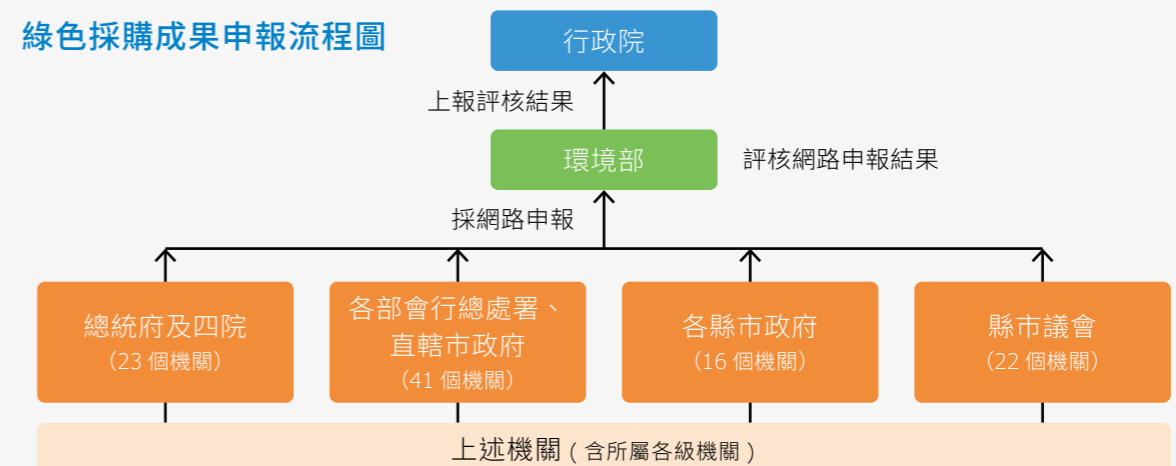 綠色採購成果申報流程圖
行政院
上報評核結果
環境部
評核網路申報結果
採網路申報
總統府及四院
（23 個機關）
各部會行總處署、
直轄市政府
（41 個機關）
各縣市政府
（16 個機關）
縣市議會
（22 個機關）
上述機關 ( 含所屬各級機關 )